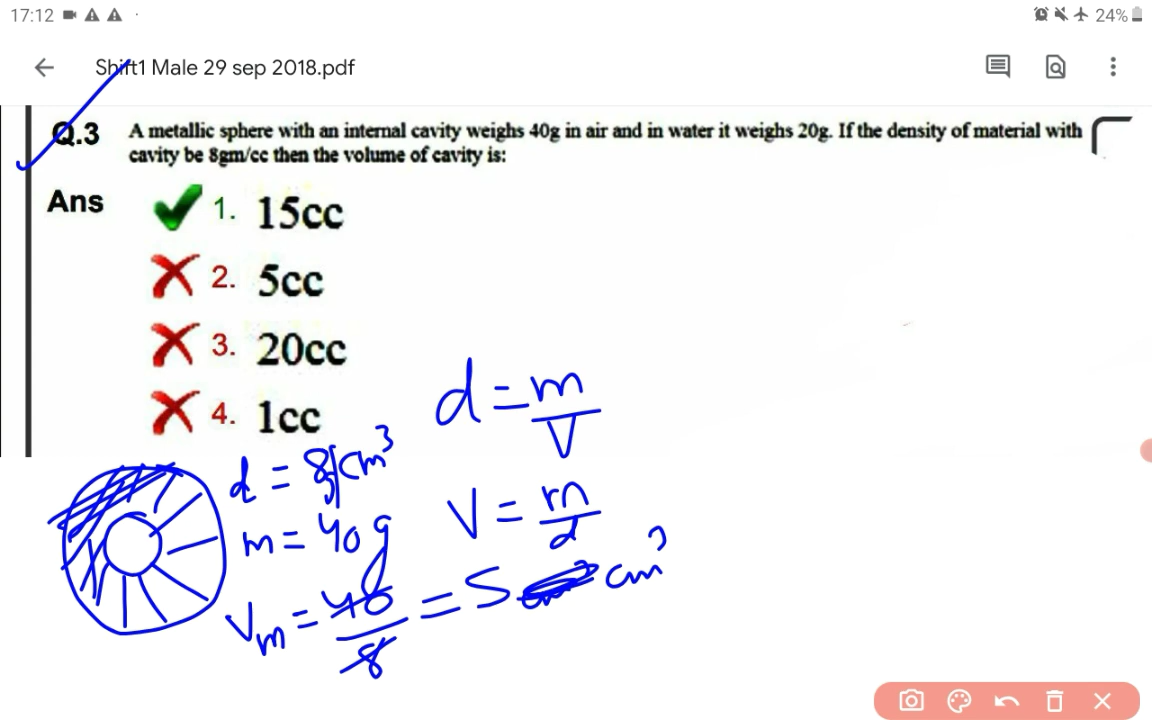 17:12
24%
Shift1 Male 29 sep 2018.pdf
Q.3 A metallic sphere with an internal cavity weighs 40g in air and in water it weighs 20g. If the density of material with
cavity be 8gm/cc then the volume of cavity is:
Ans 1. 15cc
2. 5cc
3. 20cc
4. 1cc
d = m/V
d = 8g/cm³
m = 40g
V = m/d
Vm = 40/8 = 5 cm³